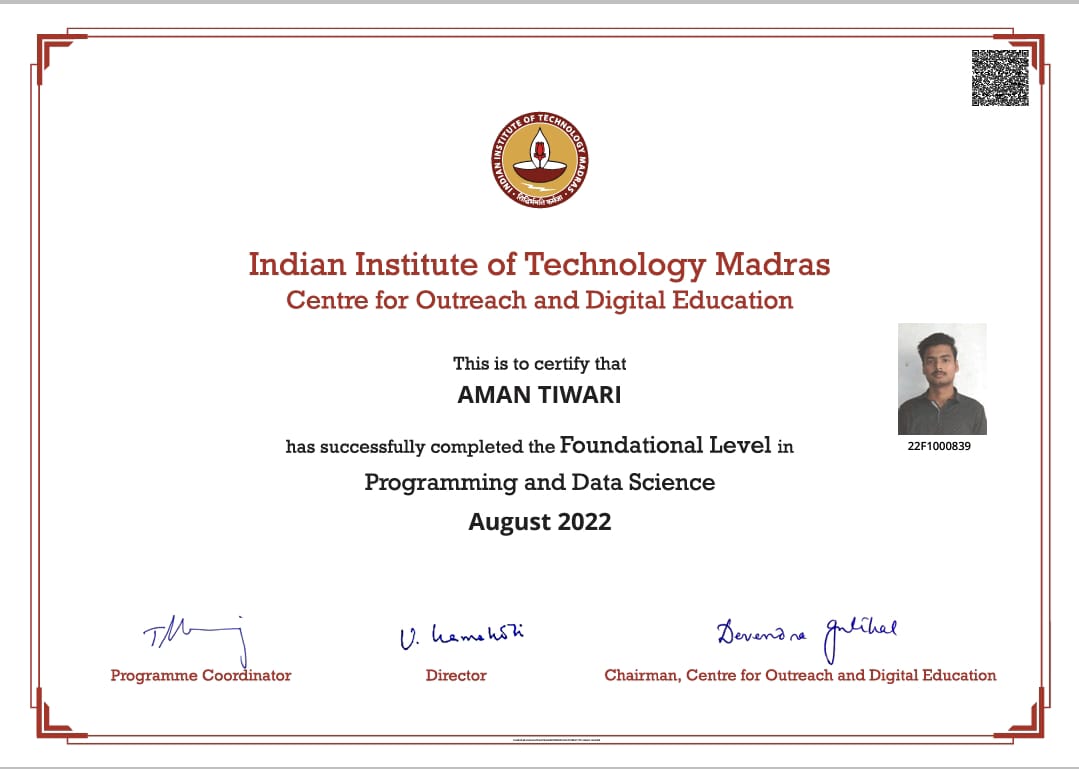 INDIAN INSTITUTE OF TECHNOLOGY MADRAS
सिद्धिर्भवति कर्मजा
Indian Institute of Technology Madras
Centre for Outreach and Digital Education
This is to certify that
AMAN TIWARI
22F1000839
has successfully completed the Foundational Level in
Programming and Data Science
August 2022
V. Kamakoti
Devendra Jalihal
Programme Coordinator
Director
Chairman, Centre for Outreach and Digital Education